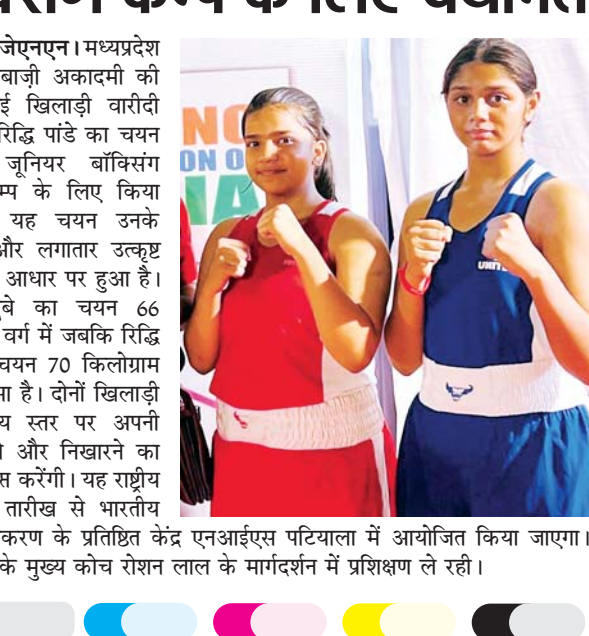 कैम्प के लिए
जेएनएन। मध्यप्रदेश
बाज़ी अकादमी की
खिलाड़ी वारीदी
रिद्धि पांडे का चयन
जूनियर बॉक्सिंग
के लिए किया
यह चयन उनके
और लगातार उत्कृष्ट
आधार पर हुआ है।
का चयन 66
वर्ग में जबकि रिद्धि
चयन 70 किलोग्राम
है। दोनों खिलाड़ी
स्तर पर अपनी
और निखारने का
करेंगी। यह राष्ट्रीय
तारीख से भारतीय
के प्रतिष्ठित केंद्र एनआईएस पटियाला में आयोजित किया जाएगा।
के मुख्य कोच रोशन लाल के मार्गदर्शन में प्रशिक्षण ले रही।
ON O